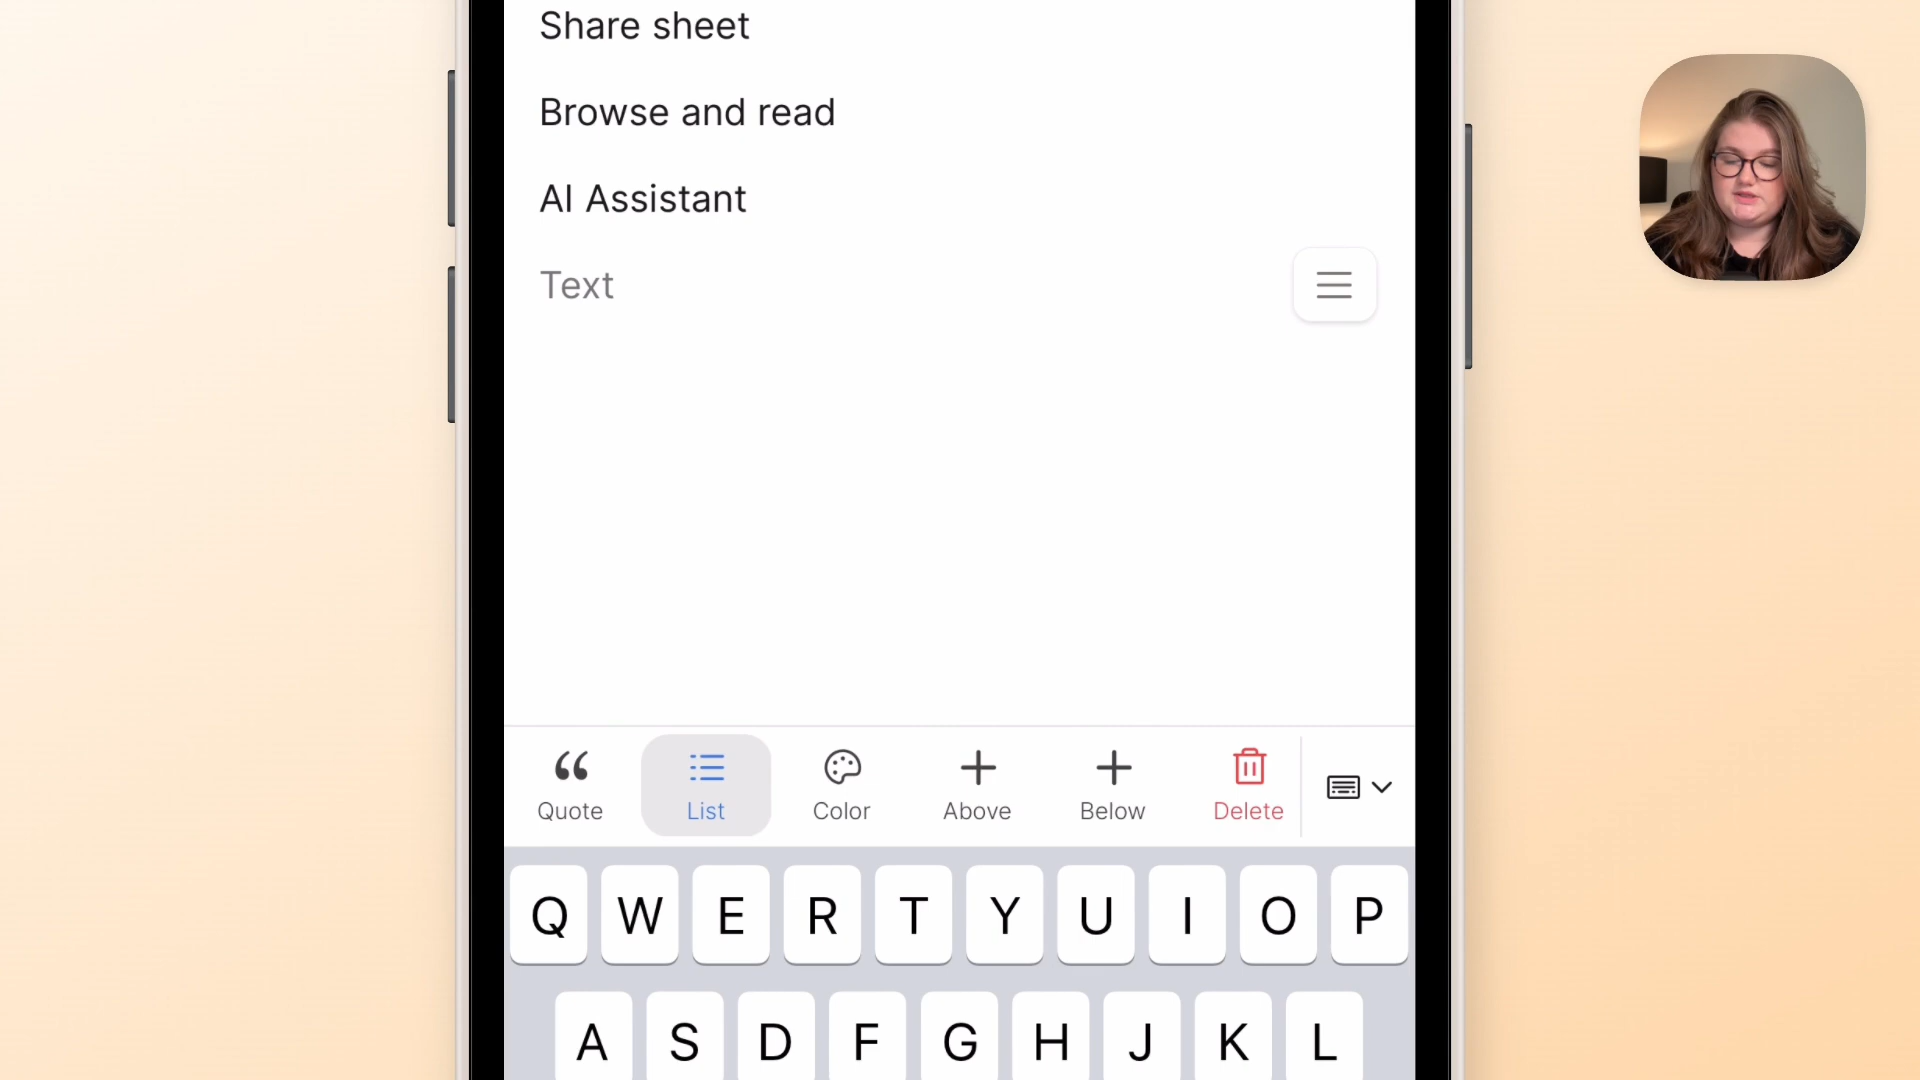 Share sheet
Browse and read
AI Assistant
Text
Quote List Color Above Below Delete
Q W E R T Y U I O P
A S D F G H J K L